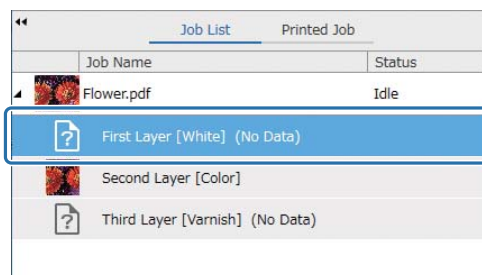 Job List Printed Job
Job Name Status
Flower.pdf Idle
First Layer [White] (No Data)
Second Layer [Color]
Third Layer [Varnish] (No Data)